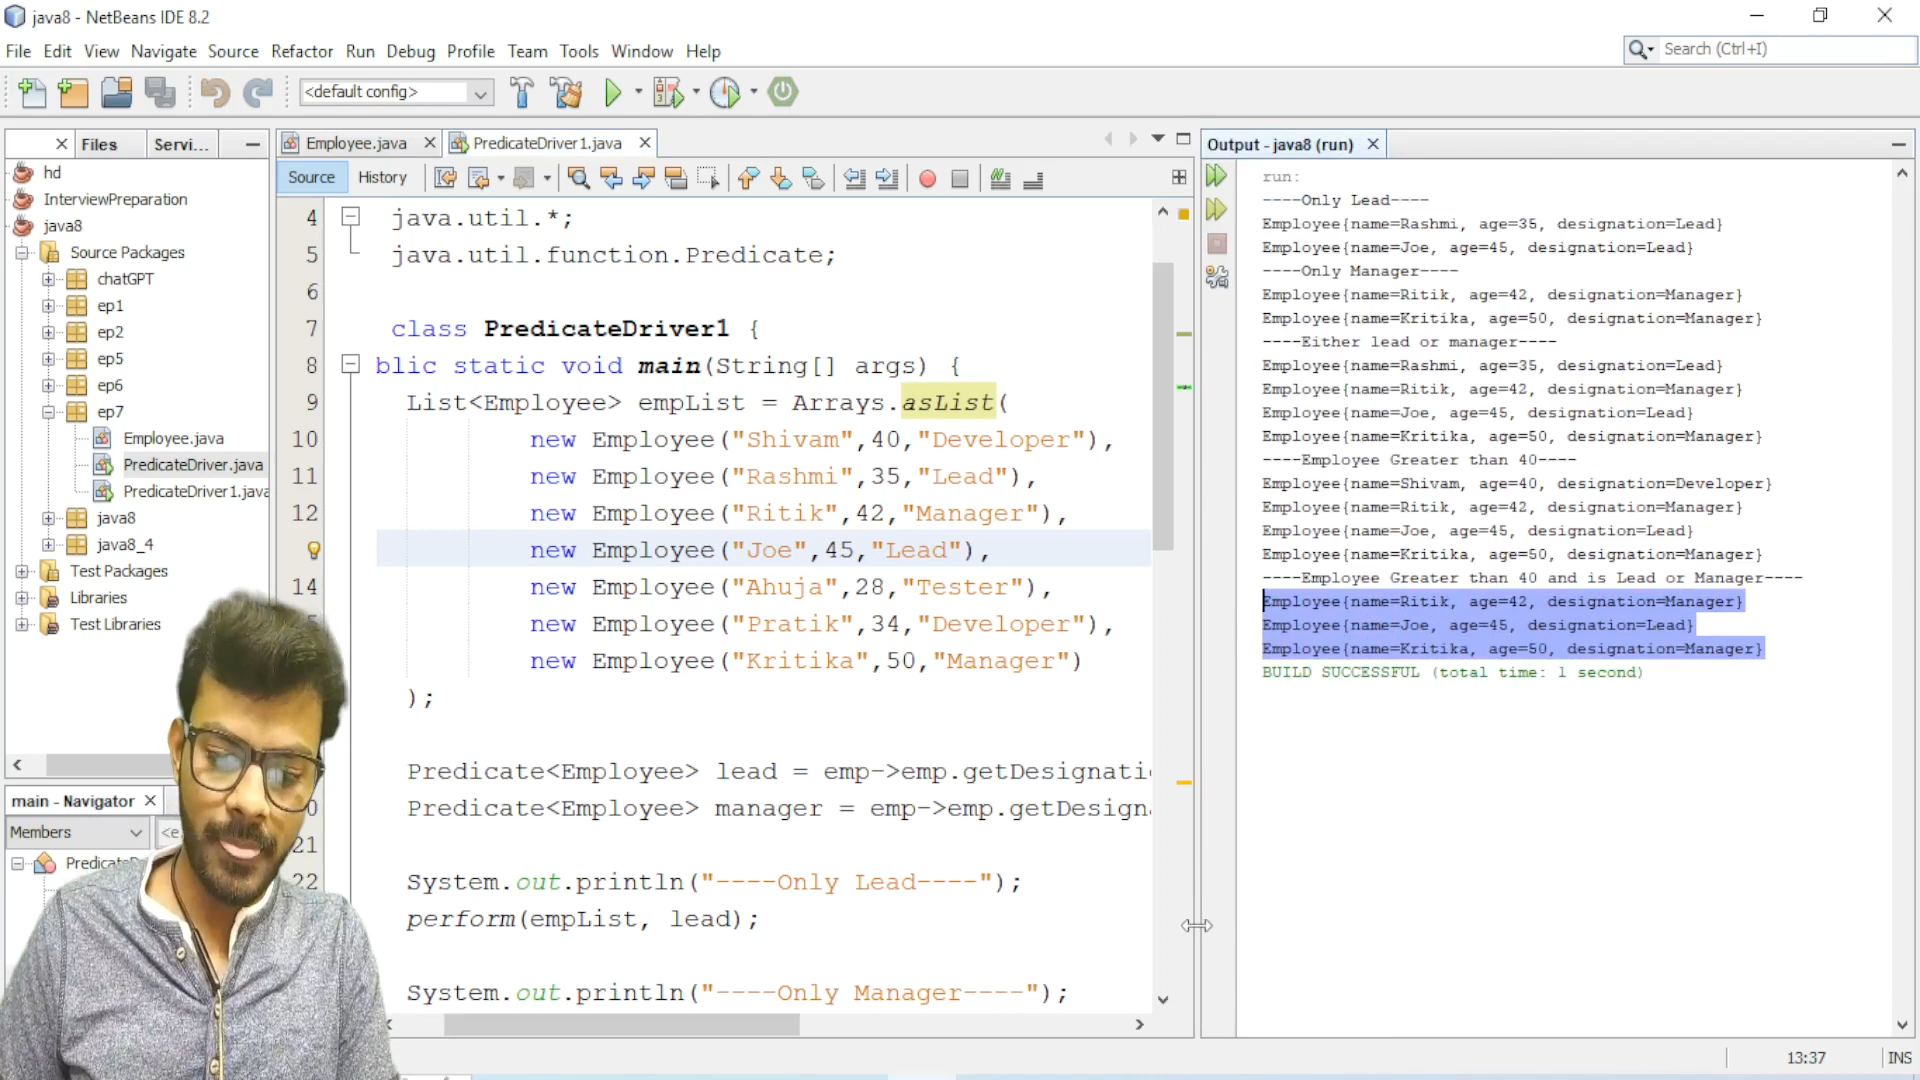 java8 - NetBeans IDE 8.2
File Edit View Navigate Source Refactor Run Debug Profile Team Tools Window Help
Search (Ctrl+I)
<default config>
Files Servi...
hd
InterviewPreparation
java8
Source Packages
chatGPT
ep1
ep2
ep5
ep6
ep7
Employee.java
PredicateDriver.java
PredicateDriver1.java
java8
java8_4
Test Packages
Libraries
Test Libraries
main - Navigator
Members <e
PredicateD
Employee.java PredicateDriver1.java
Source History
4 java.util.*;
5 java.util.function.Predicate;
6
7 class PredicateDriver1 {
8 blic static void main(String[] args) {
9 List<Employee> empList = Arrays.asList(
10 new Employee("Shivam",40,"Developer"),
11 new Employee("Rashmi",35,"Lead"),
12 new Employee("Ritik",42,"Manager"),
new Employee("Joe",45,"Lead"),
14 new Employee("Ahuja",28,"Tester"),
5 new Employee("Pratik",34,"Developer"),
new Employee("Kritika",50,"Manager")
);
Predicate<Employee> lead = emp->emp.getDesignati
0 Predicate<Employee> manager = emp->emp.getDesign
21
22 System.out.println("----Only Lead----");
perform(empList, lead);
System.out.println("----Only Manager----");
Output - java8 (run)
run:
----Only Lead----
Employee{name=Rashmi, age=35, designation=Lead}
Employee{name=Joe, age=45, designation=Lead}
----Only Manager----
Employee{name=Ritik, age=42, designation=Manager}
Employee{name=Kritika, age=50, designation=Manager}
----Either lead or manager----
Employee{name=Rashmi, age=35, designation=Lead}
Employee{name=Ritik, age=42, designation=Manager}
Employee{name=Joe, age=45, designation=Lead}
Employee{name=Kritika, age=50, designation=Manager}
----Employee Greater than 40----
Employee{name=Shivam, age=40, designation=Developer}
Employee{name=Ritik, age=42, designation=Manager}
Employee{name=Joe, age=45, designation=Lead}
Employee{name=Kritika, age=50, designation=Manager}
----Employee Greater than 40 and is Lead or Manager----
Employee{name=Ritik, age=42, designation=Manager}
Employee{name=Joe, age=45, designation=Lead}
Employee{name=Kritika, age=50, designation=Manager}
BUILD SUCCESSFUL (total time: 1 second)
13:37 INS